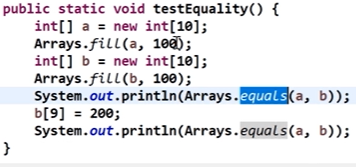 public static void testEquality() {
int[] a = new int[10];
Arrays.fill(a, 100);
int[] b = new int[10];
Arrays.fill(b, 100);
System.out.println(Arrays.equals(a, b));
b[9] = 200;
System.out.println(Arrays.equals(a, b));
}